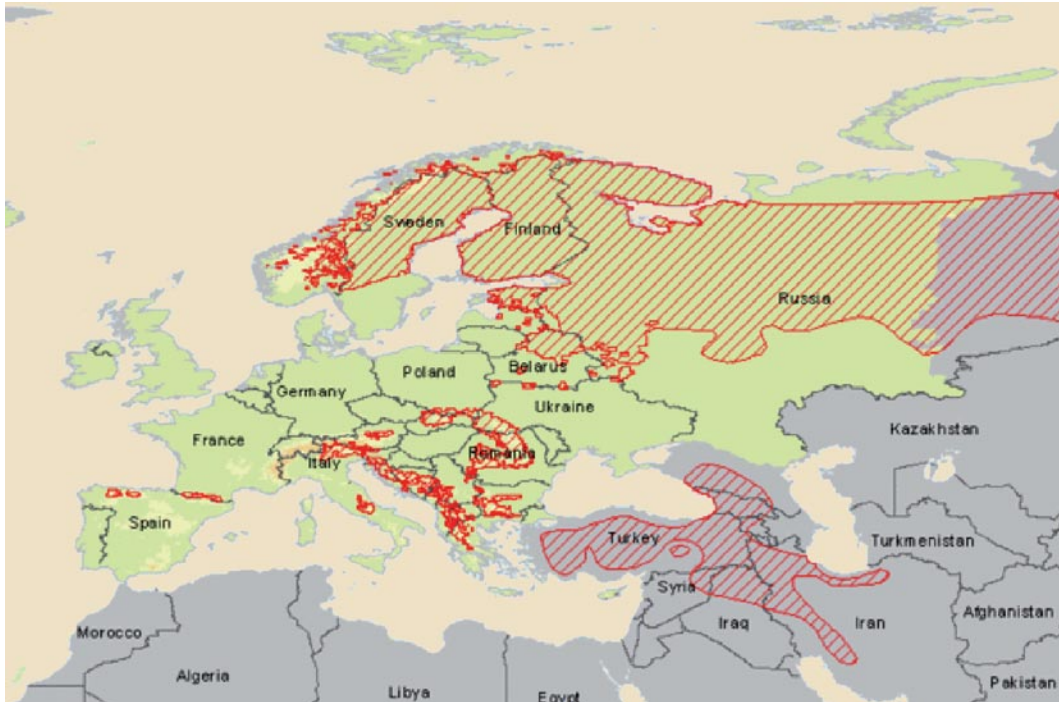 Sweden
Finland
Russia
Belarus
Poland
Germany
Ukraine
France
Kazakhstan
Romania
Italy
Spain
Turkey
Turkmenistan
Syria
Morocco
Iraq
Iran
Afghanistan
Algeria
Pakistan
Libya
Egypt